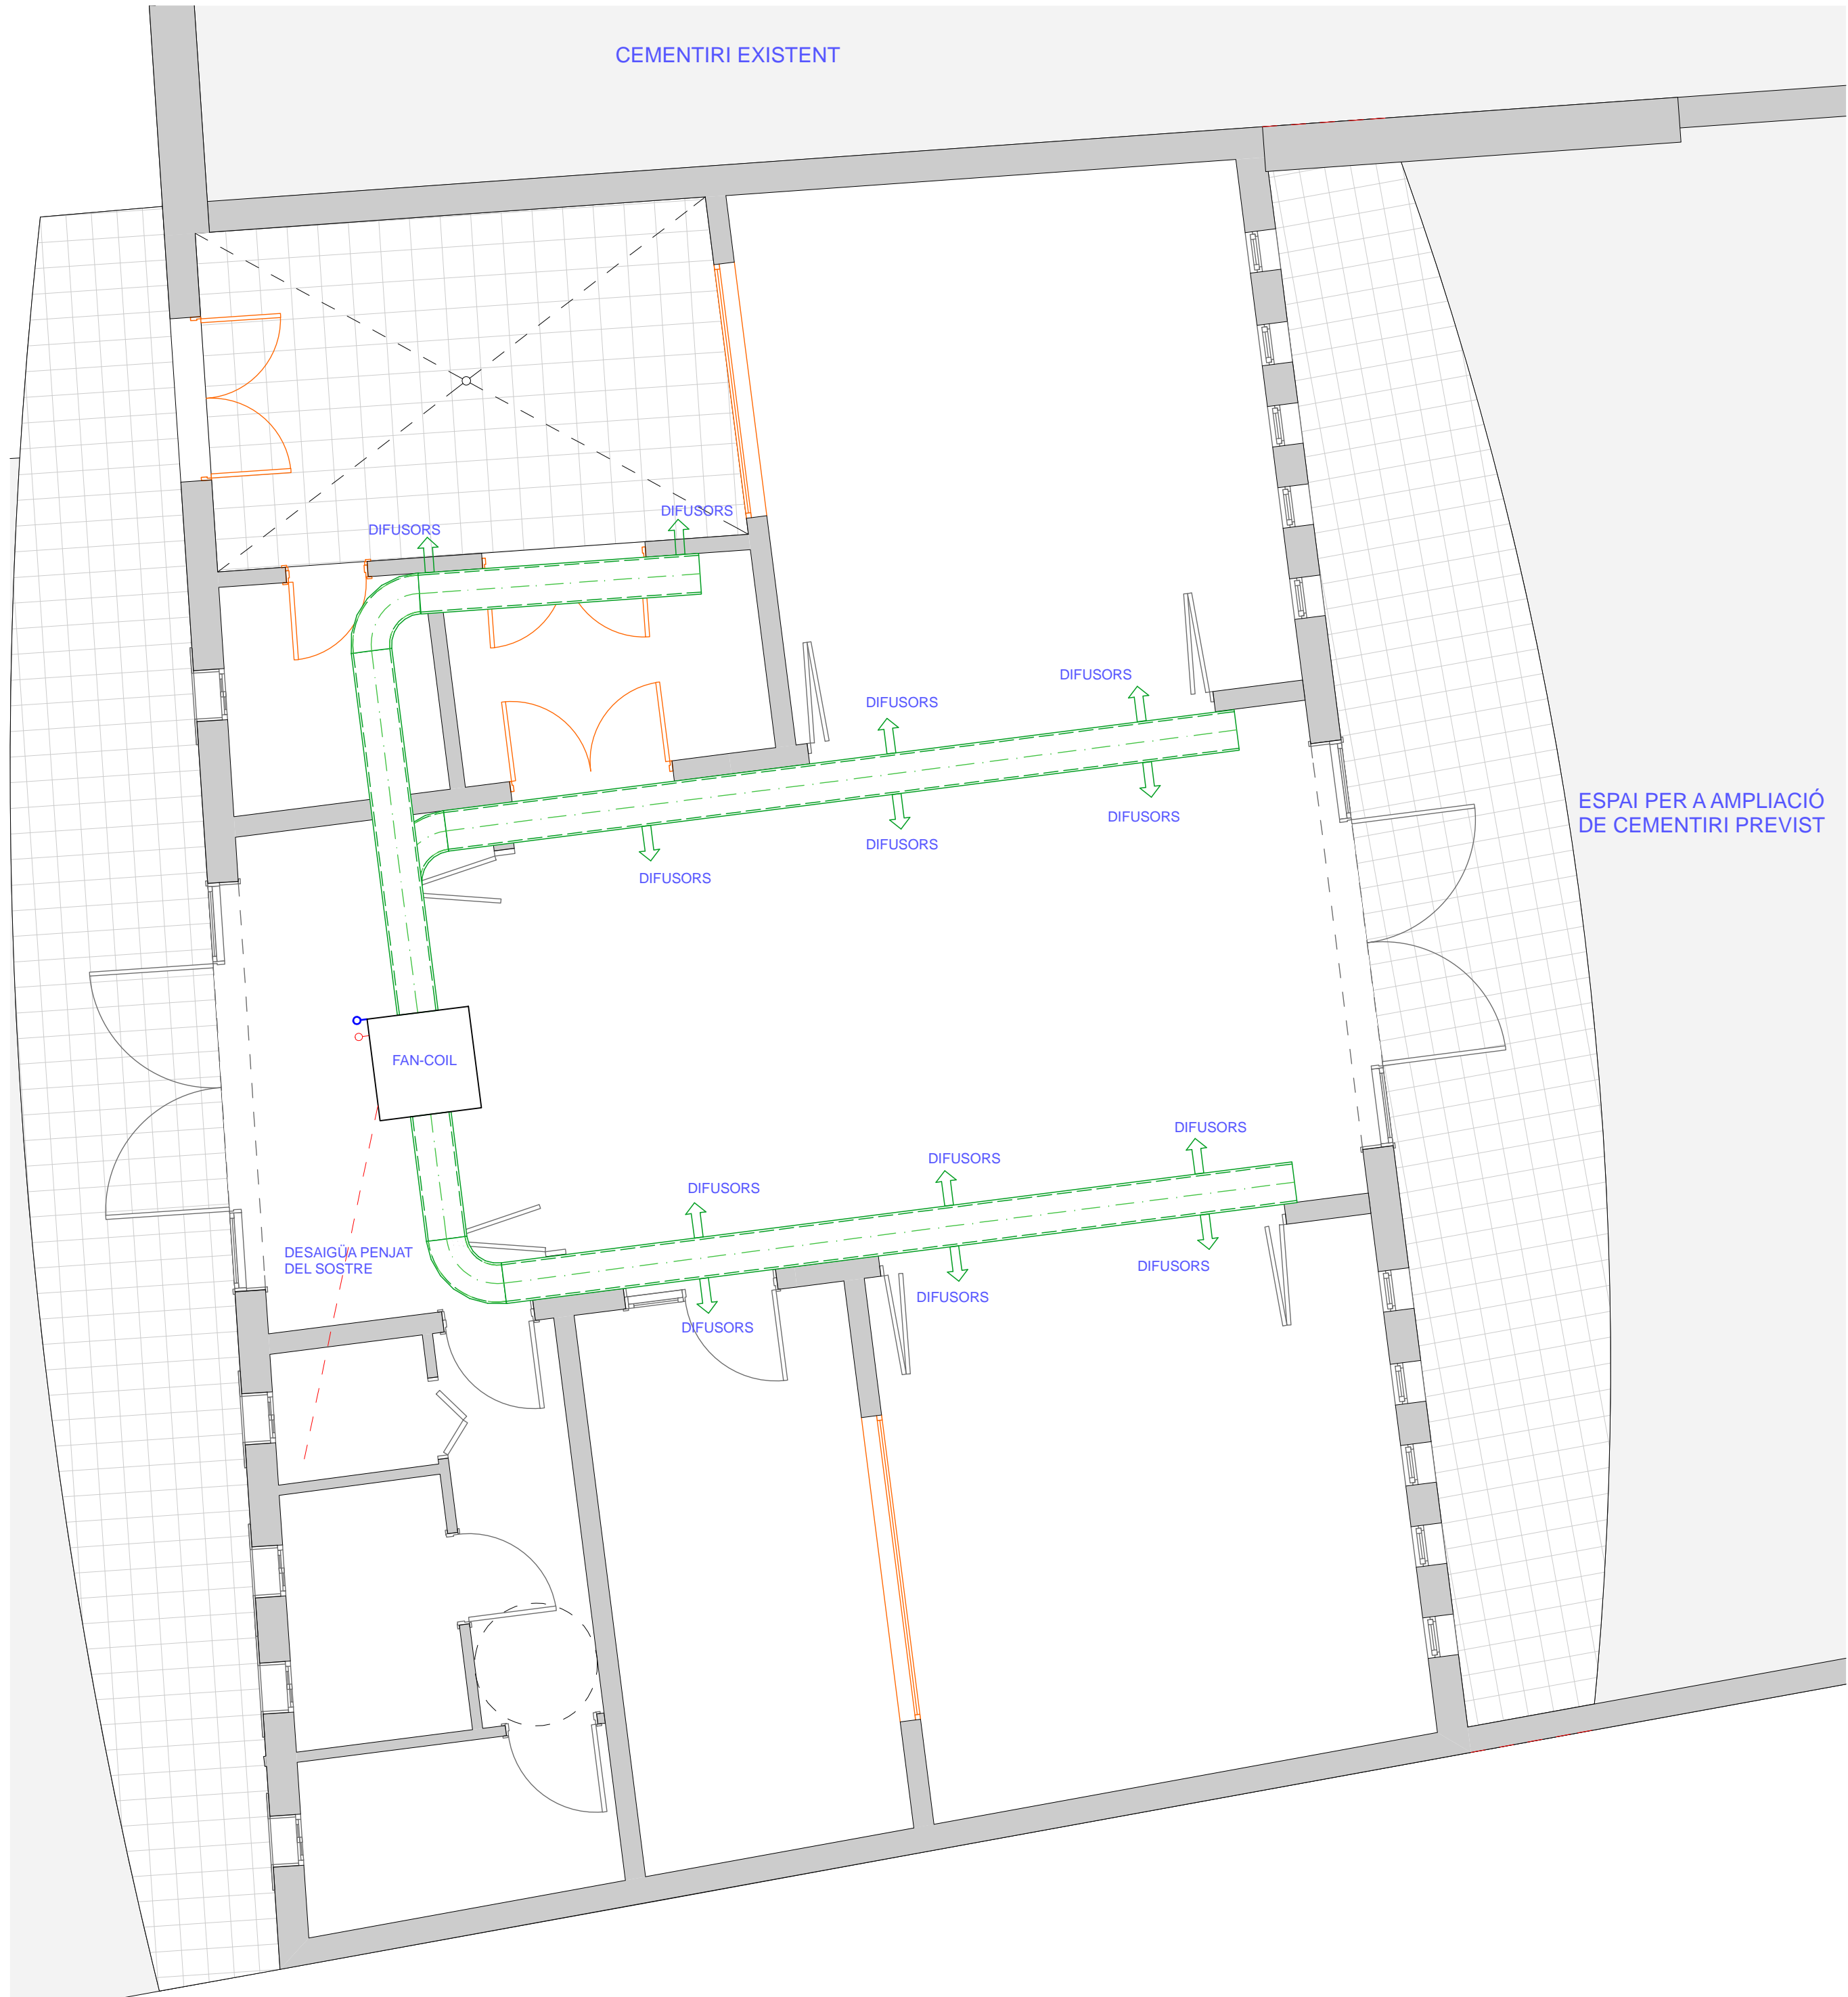 CEMENTIRI EXISTENT
DIFUSORS
DIFUSORS
DIFUSORS
DIFUSORS
ESPAI PER A AMPLIACIÓ
DE CEMENTIRI PREVIST
DIFUSORS
DIFUSORS
DIFUSORS
FAN-COIL
DIFUSORS
DIFUSORS
DIFUSORS
DESAIGÜA PENJAT
DEL SOSTRE
DIFUSORS
DIFUSORS
DIFUSORS